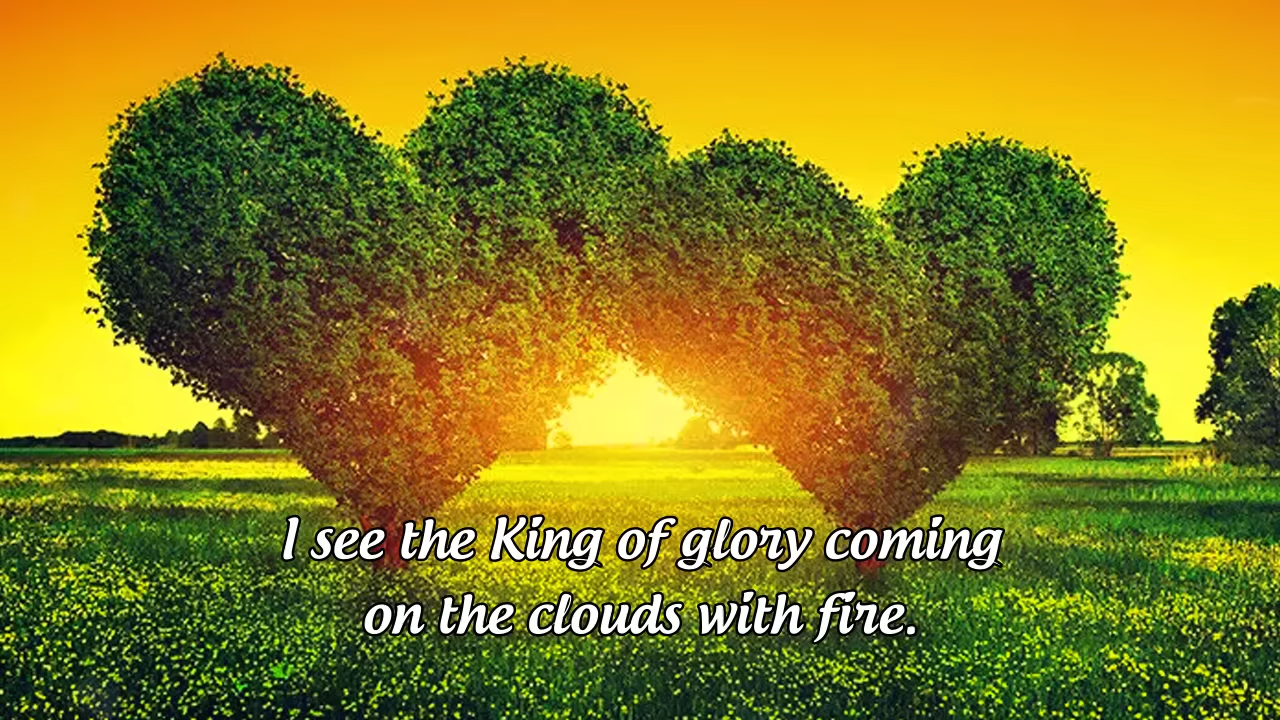 I see the King of glory coming
on the clouds with fire.